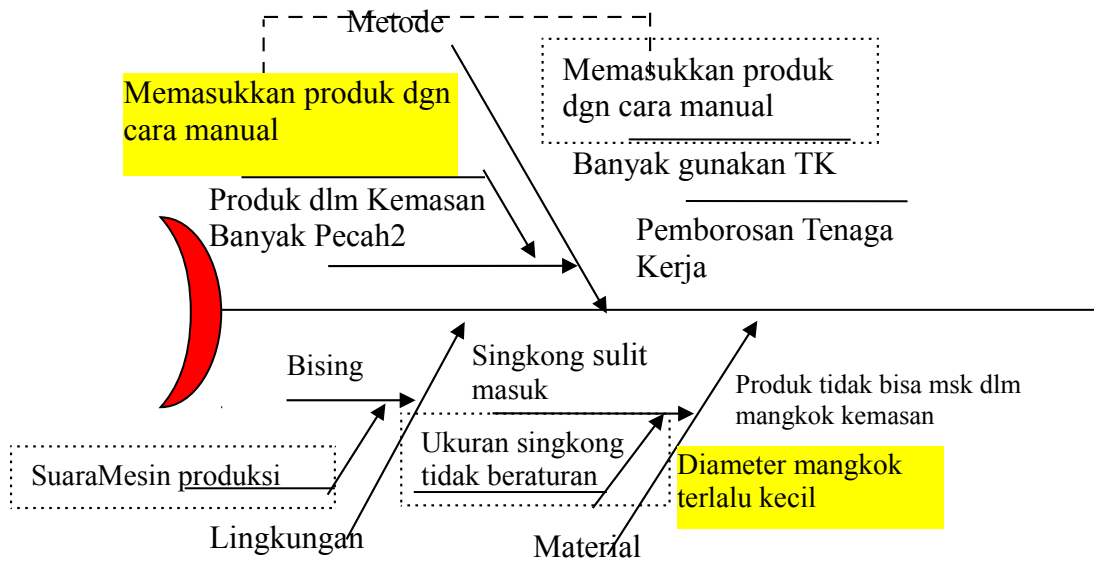 Metode
Memasukkan produk dgn
cara manual
Memasukkan produk
dgn cara manual
Banyak gunakan TK
Produk dlm Kemasan
Banyak Pecah2
Pemborosan Tenaga
Kerja
Bising
Singkong sulit
masuk
Produk tidak bisa msk dlm
mangkok kemasan
SuaraMesin produksi
Ukuran singkong
tidak beraturan
Diameter mangkok
terlalu kecil
Lingkungan
Material